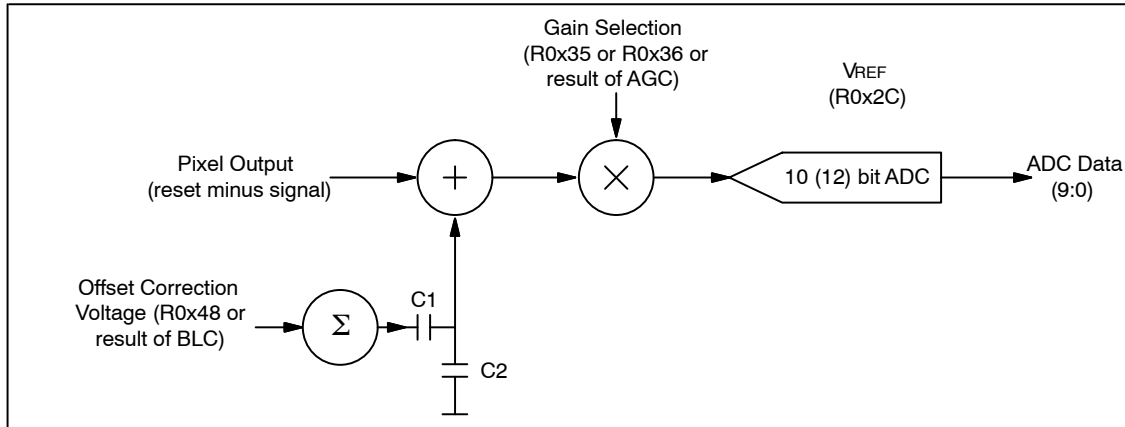 Gain Selection
(R0x35 or R0x36 or
result of AGC)
VREF
(R0x2C)
Pixel Output
(reset minus signal)
+
×
10 (12) bit ADC
ADC Data
(9:0)
Offset Correction
Voltage (R0x48 or
result of BLC)
Σ
C1
C2